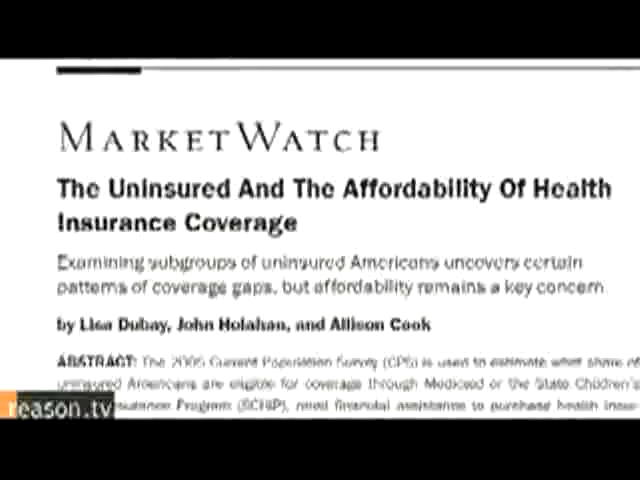 MARKETWATCH
The Uninsured And The Affordability Of Health
Insurance Coverage
Examining subgroups of uninsured Americans uncovers certain
patterns of coverage gaps, but affordability remains a key concern.
by Lisa Dubay, John Holahan, and Allison Cook
ABSTRACT: The 2005 Current Population Survey (CPS) is used to estimate what share of
uninsured Americans are eligible for coverage through Medicaid or the State Children's
Insurance Program (SCHIP), need financial assistance to purchase health insu-
reason.tv